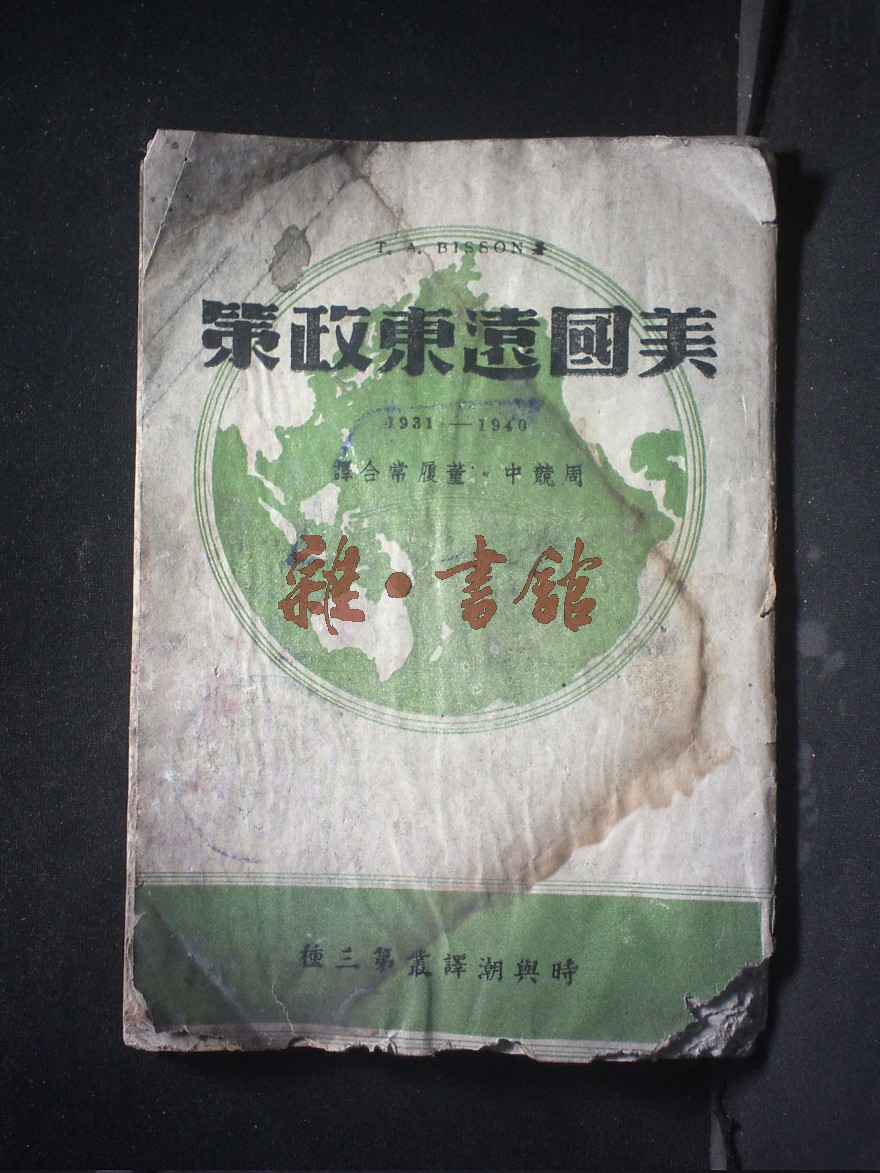 T. A. BISSON 著
美國遠東政策
1931—1940
周競中·董履常合譯
雜·書館
時與潮譯叢第三種